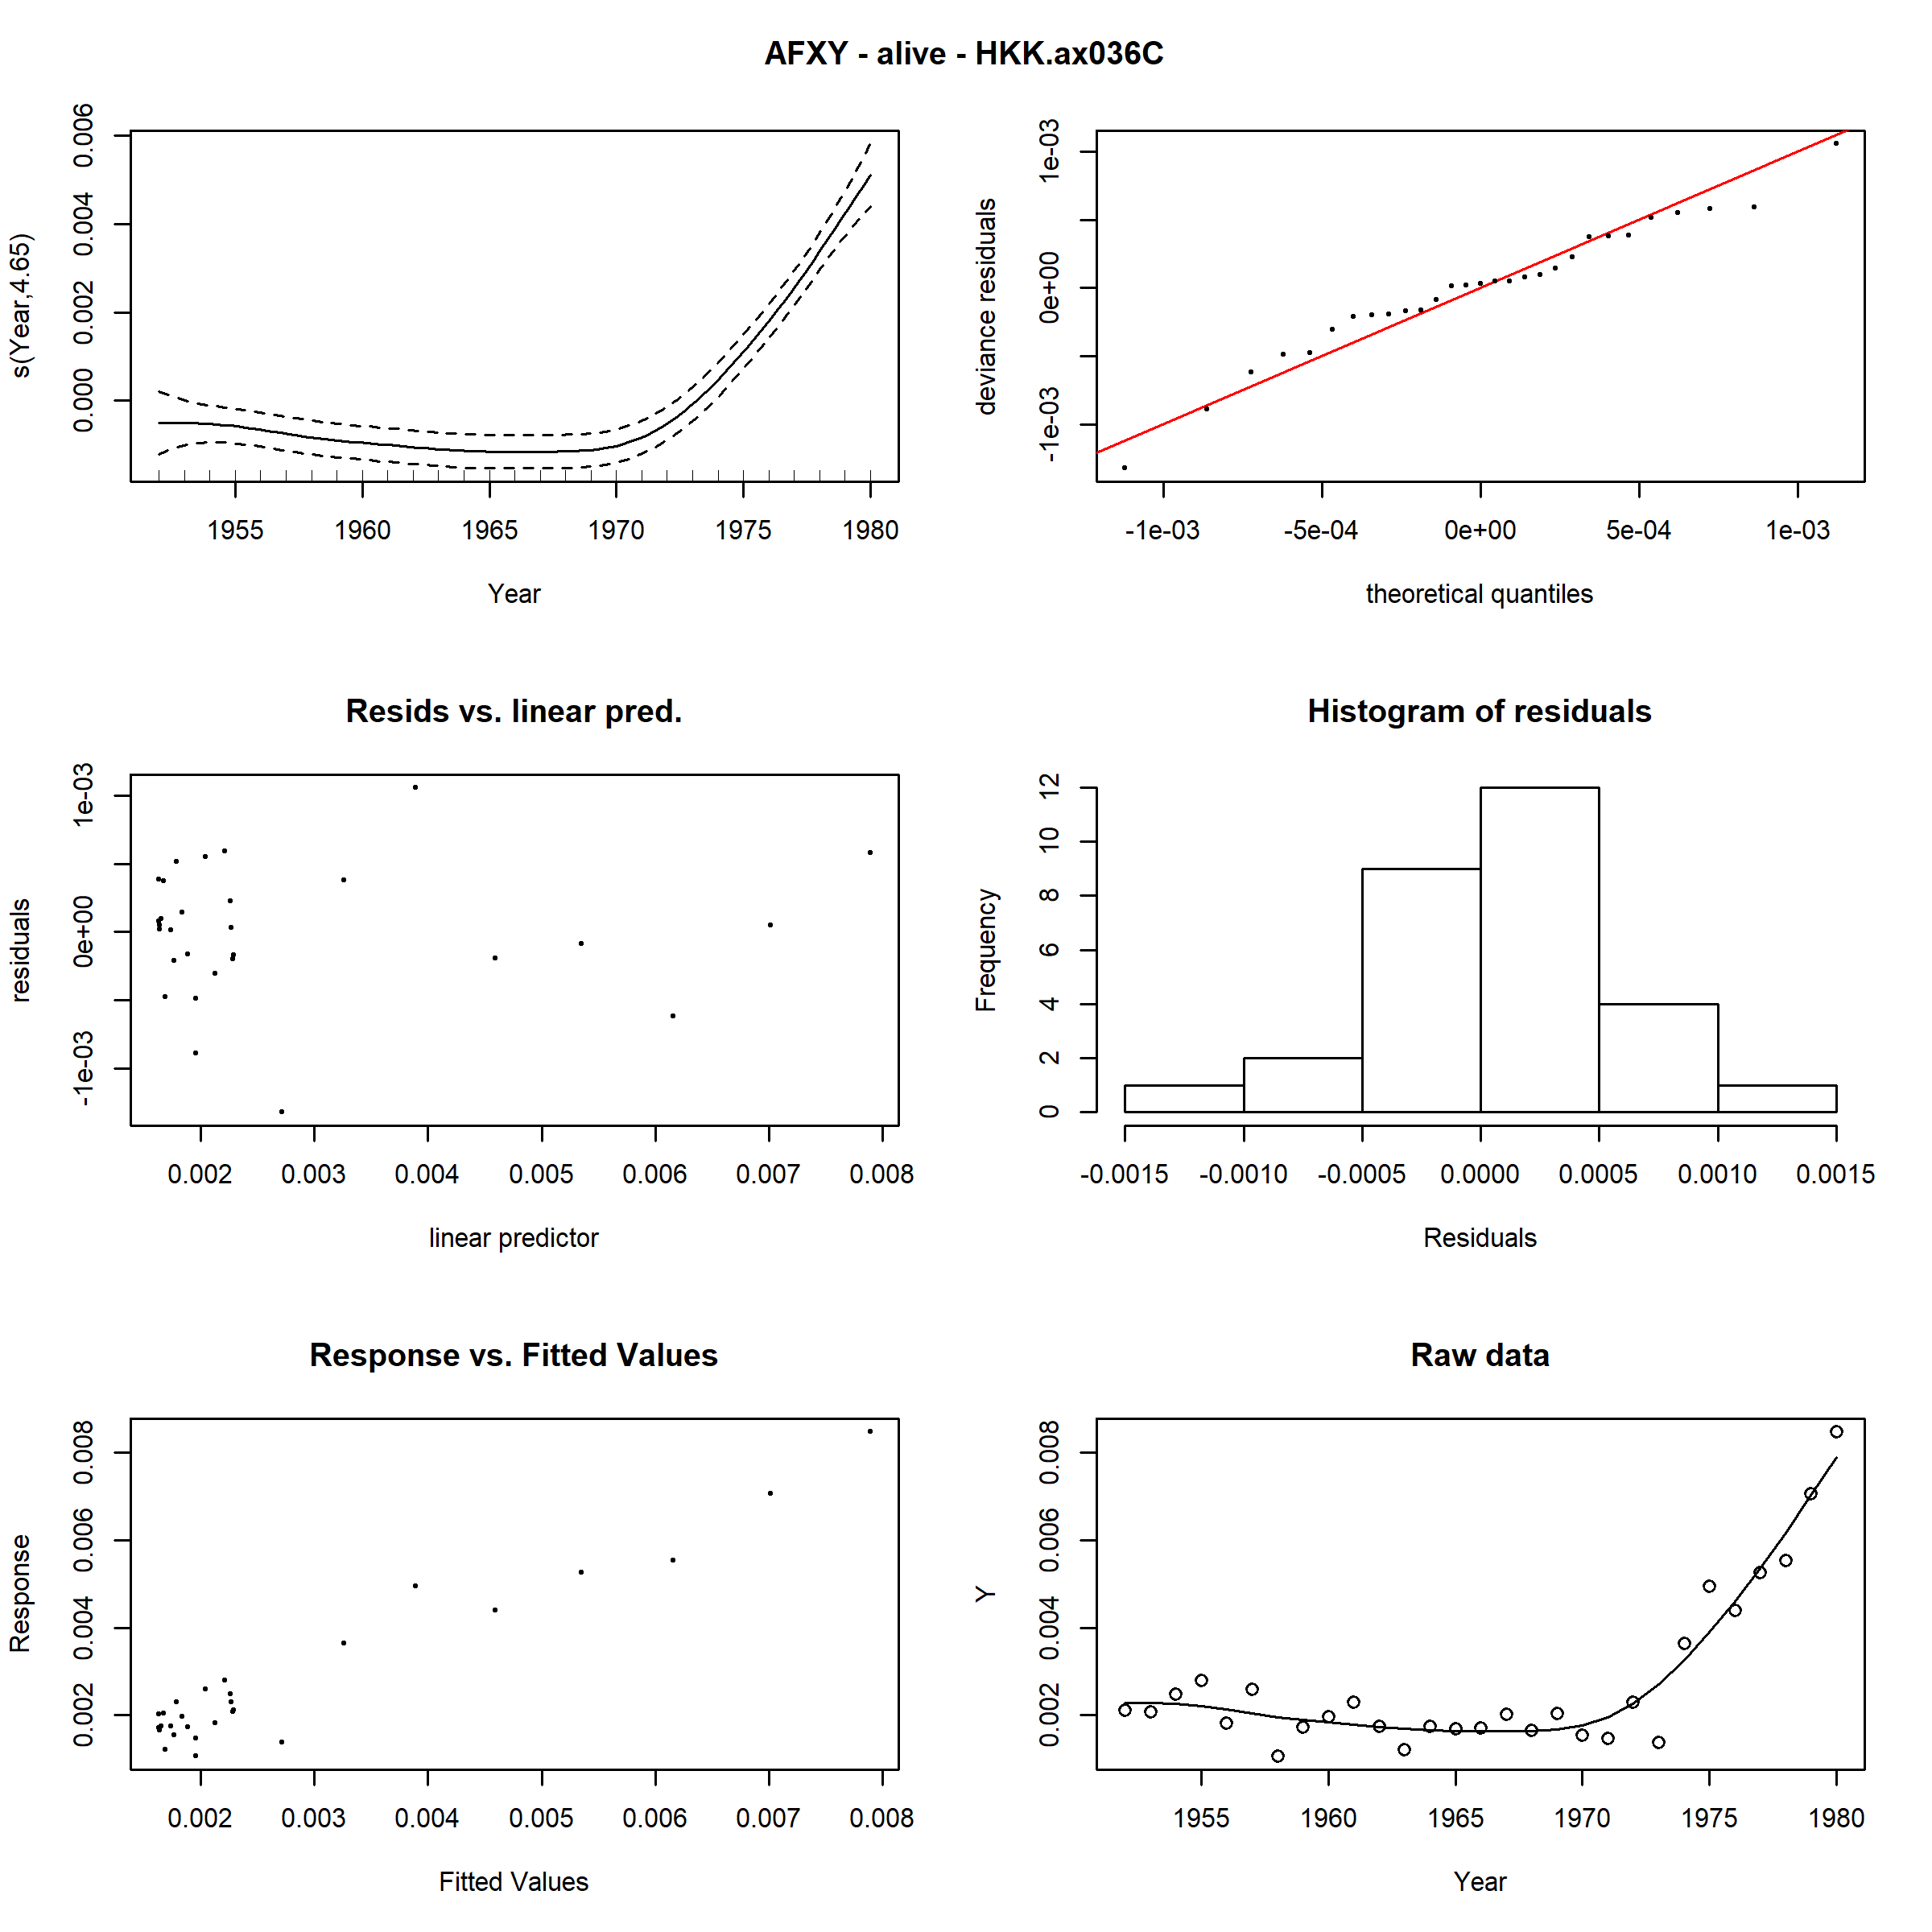 AFXY - alive - HKK.ax036C
s(Year,4.65)
0.000 0.002 0.004 0.006
1955 1960 1965 1970 1975 1980
Year
deviance residuals
-1e-03 0e+00 1e-03
-1e-03 -5e-04 0e+00 5e-04 1e-03
theoretical quantiles
Resids vs. linear pred.
residuals
-1e-03 0e+00 1e-03
0.002 0.003 0.004 0.005 0.006 0.007 0.008
linear predictor
Histogram of residuals
Frequency
0 2 4 6 8 10 12
-0.0015 -0.0010 -0.0005 0.0000 0.0005 0.0010 0.0015
Residuals
Response vs. Fitted Values
Response
0.002 0.004 0.006 0.008
0.002 0.003 0.004 0.005 0.006 0.007 0.008
Fitted Values
Raw data
Y
0.002 0.004 0.006 0.008
1955 1960 1965 1970 1975 1980
Year